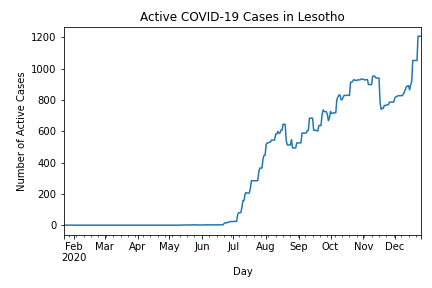 Active COVID-19 Cases in Lesotho
Number of Active Cases
1200
1000
800
600
400
200
0
Feb Mar Apr May Jun Jul Aug Sep Oct Nov Dec
2020
Day